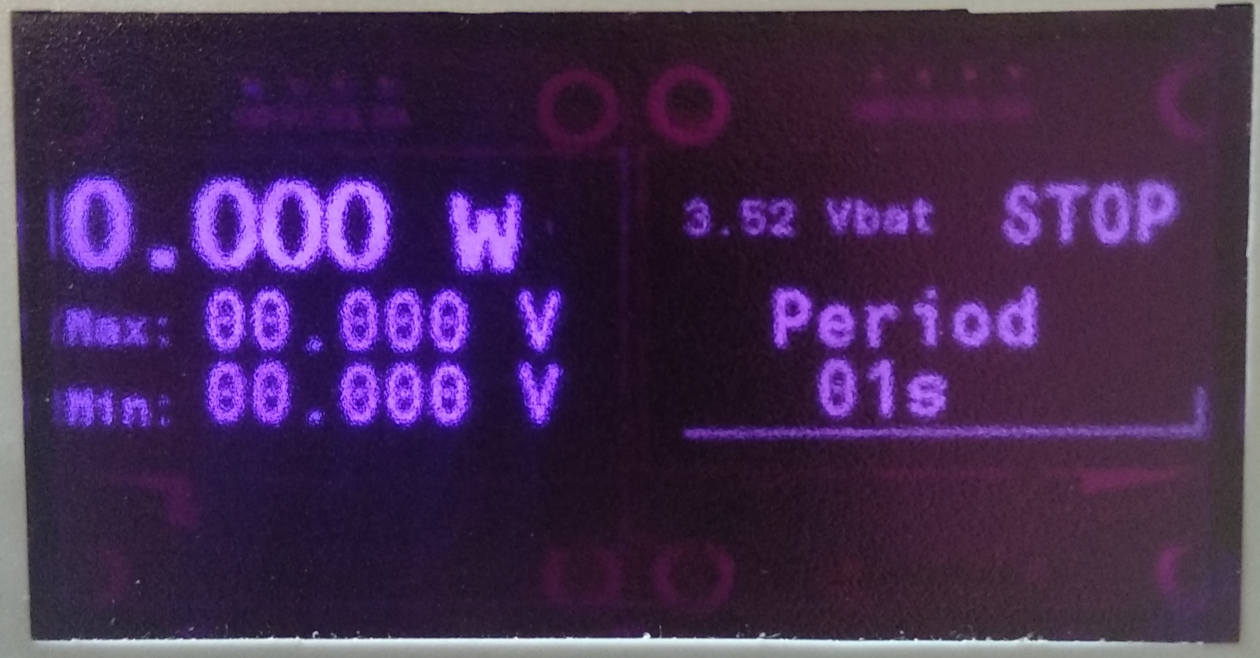 0.000 W
Max: 00.000 V
Min: 00.000 V
3.52 Vbat STOP
Period
01s